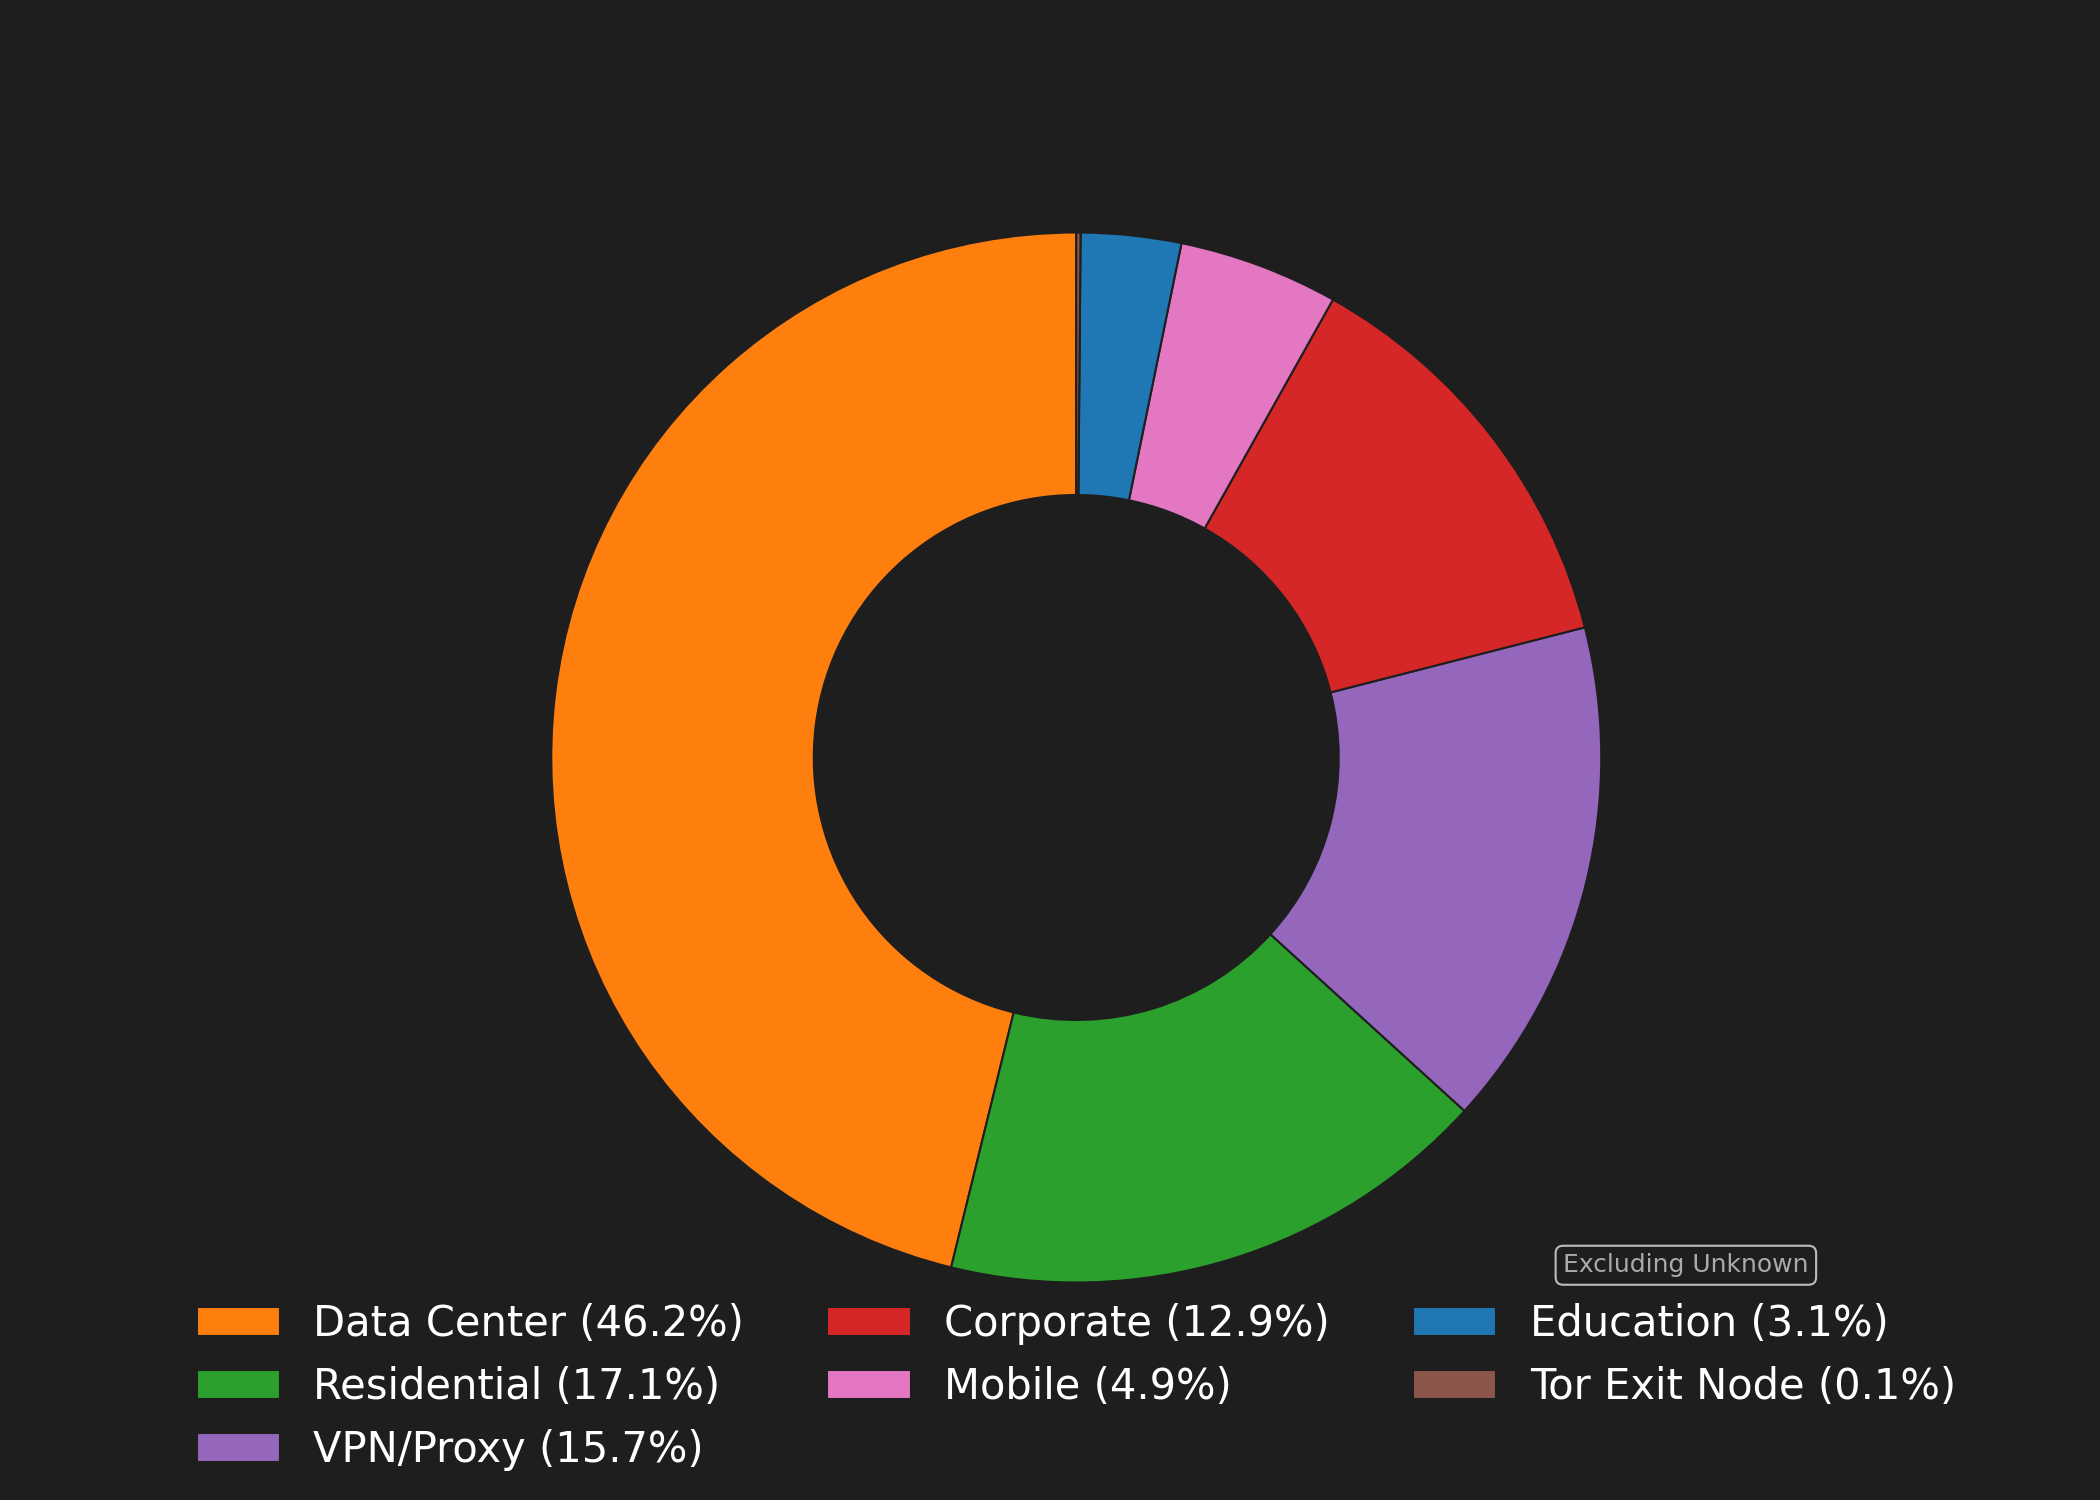 Excluding Unknown
Data Center (46.2%)
Residential (17.1%)
VPN/Proxy (15.7%)
Corporate (12.9%)
Mobile (4.9%)
Education (3.1%)
Tor Exit Node (0.1%)